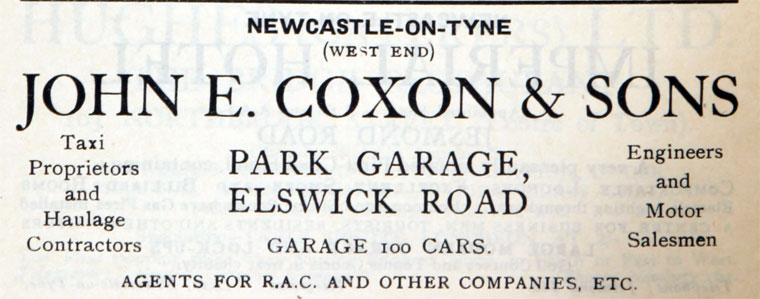 NEWCASTLE-ON-TYNE
(WEST END)
JOHN E. COXON & SONS
Taxi
Proprietors
and
Haulage
Contractors
PARK GARAGE,
ELSWICK ROAD
GARAGE 100 CARS.
Engineers
and
Motor
Salesmen
AGENTS FOR R.A.C. AND OTHER COMPANIES, ETC.